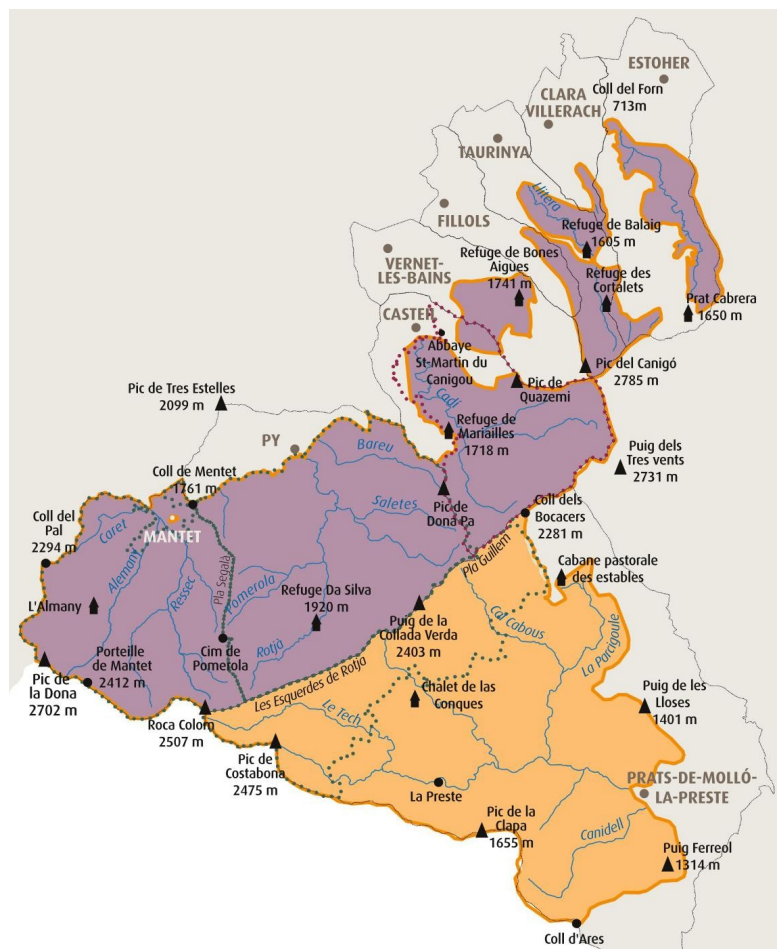 ESTOHER
Coll del Forn
713m
CLARA
VILLERACH
TAURINYA
Llitera
FILLOLS
Refuge de Balaig
1605 m
VERNET-
LES-BAINS
Refuge de Bones
Aigues
1741 m
Refuge des
Cortalets
Prat Cabrera
1650 m
CASTEIL
Abbaye
St-Martin du
Canigou
Pic del Canigó
2785 m
Pic de
Quazemi
Pic de Tres Estelles
2099 m
Cadí
Refuge de
Mariailles
1718 m
PY
Bareu
Puig dels
Tres vents
2731 m
Coll de Mentet
1761 m
Saletes
Pic de
Dona Pa
Coll dels
Bocacers
2281 m
Coll del
Pal
2294 m
Caret
MANTET
Alemany
Ressec
Pla Segalà
Pomerola
Pla Guillem
Cabane pastorale
des estables
L'Almany
Refuge Da Silva
1920 m
Puig de la
Collada Verda
2403 m
Cal Cabous
La Parcigoule
Rotjà
Cim de
Pomerola
Porteille
de Mantet
2412 m
Pic de
la Dona
2702 m
Les Esquerdes de Rotja
Chalet de las
Conques
Puig de les
Lloses
1401 m
Roca Colom
2507 m
Le Tech
Pic de
Costabona
2475 m
La Preste
PRATS-DE-MOLLÓ-
LA-PRESTE
Pic de la
Clapa
1655 m
Canidell
Puig Ferreol
1314 m
Coll d'Ares